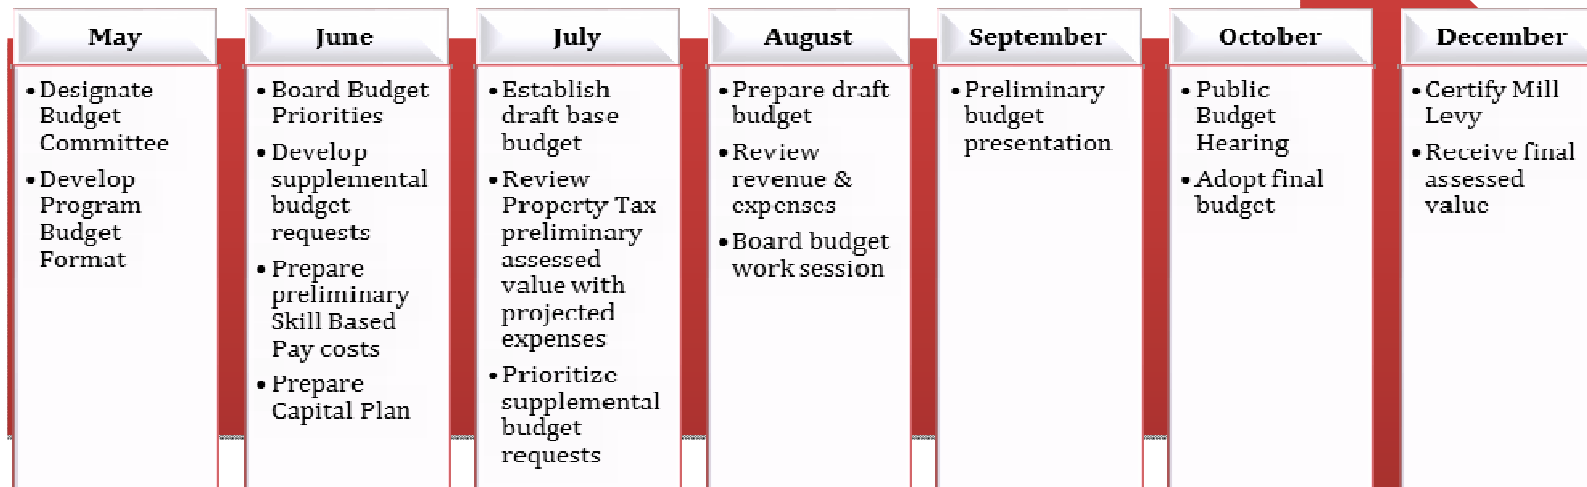 May
• Designate
Budget
Committee
• Develop
Program
Budget
Format
June
• Board Budget
Priorities
• Develop
supplemental
budget
requests
• Prepare
preliminary
Skill Based
Pay costs
• Prepare
Capital Plan
July
• Establish
draft base
budget
• Review
Property Tax
preliminary
assessed
value with
projected
expenses
• Prioritize
supplemental
budget
requests
August
• Prepare draft
budget
• Review
revenue &
expenses
• Board budget
work session
September
• Preliminary
budget
presentation
October
• Public
Budget
Hearing
• Adopt final
budget
December
• Certify Mill
Levy
• Receive final
assessed
value